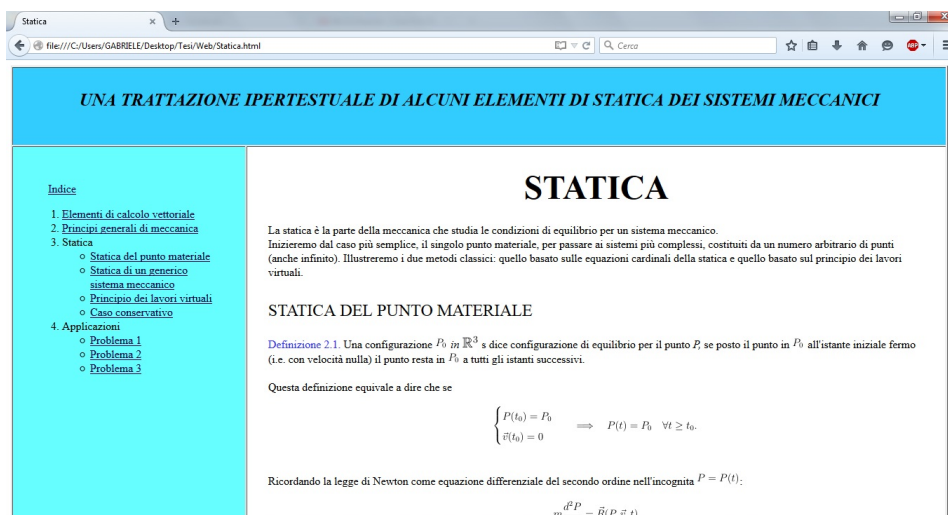 Statica × +
file:///C:/Users/GABRIELE/Desktop/Tesi/Web/Statica.html
Cerca
ABP
UNA TRATTAZIONE IPERTESTUALE DI ALCUNI ELEMENTI DI STATICA DEI SISTEMI MECCANICI
Indice
1. Elementi di calcolo vettoriale
2. Principi generali di meccanica
3. Statica
Statica del punto materiale
Statica di un generico
sistema meccanico
Principio dei lavori virtuali
Caso conservativo
4. Applicazioni
Problema 1
Problema 2
Problema 3
STATICA
La statica è la parte della meccanica che studia le condizioni di equilibrio per un sistema meccanico.
Inizieremo dal caso più semplice, il singolo punto materiale, per passare ai sistemi più complessi, costituiti da un numero arbitrario di punti
(anche infinito). Illustreremo i due metodi classici: quello basato sulle equazioni cardinali della statica e quello basato sul principio dei lavori
virtuali.
STATICA DEL PUNTO MATERIALE
Definizione 2.1. Una configurazione P₀ in ℝ³ s dice configurazione di equilibrio per il punto P, se posto il punto in P₀ all'istante iniziale fermo
(i.e. con velocità nulla) il punto resta in P₀ a tutti gli istanti successivi.
Questa definizione equivale a dire che se
P(t₀) = P₀
v⃗(t₀) = 0 ⟹ P(t) = P₀ ∀t ≥ t₀.
Ricordando la legge di Newton come equazione differenziale del secondo ordine nell'incognita P = P(t):
m d²P = R⃗(P, v⃗, t)